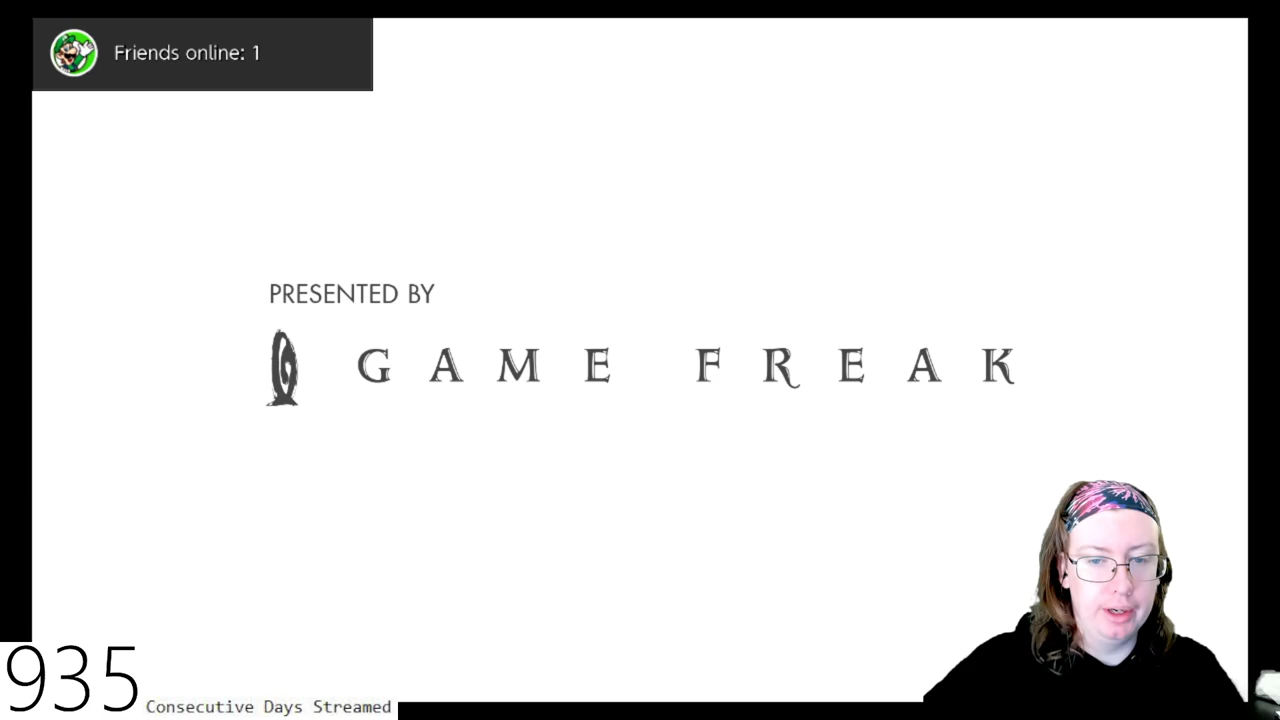 Friends online: 1
PRESENTED BY
GAME FREAK
935
Consecutive Days Streamed